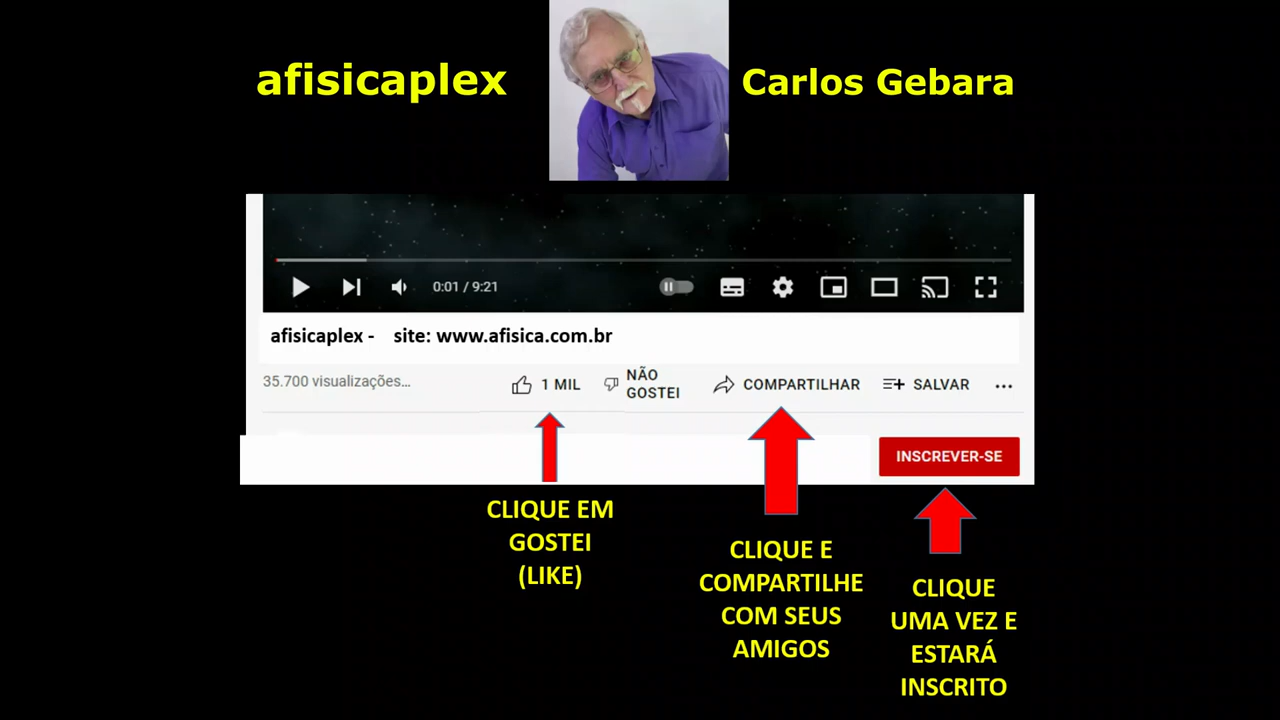 afisicaplex
Carlos Gebara
0:01 / 9:21
afisicaplex - site: www.afisica.com.br
35.700 visualizações...
1 MIL
NÃO
GOSTEI
COMPARTILHAR
SALVAR
INSCREVER-SE
CLIQUE EM
GOSTEI
(LIKE)
CLIQUE E
COMPARTILHE
COM SEUS
AMIGOS
CLIQUE
UMA VEZ E
ESTARÁ
INSCRITO